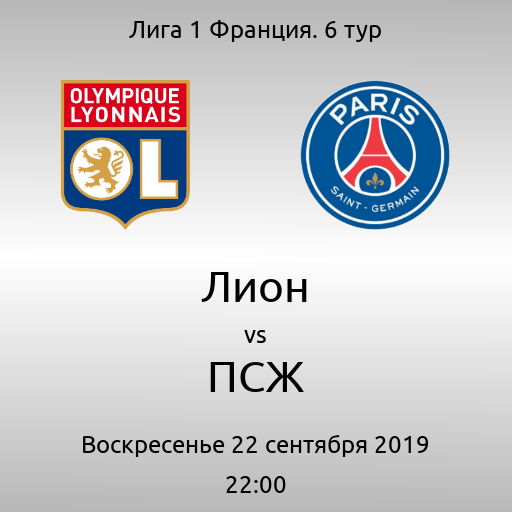 Лига 1 Франция. 6 тур
OLYMPIQUE
LYONNAIS
OL
PARIS
SAINT - GERMAIN
Лион
vs
ПСЖ
Воскресенье 22 сентября 2019
22:00